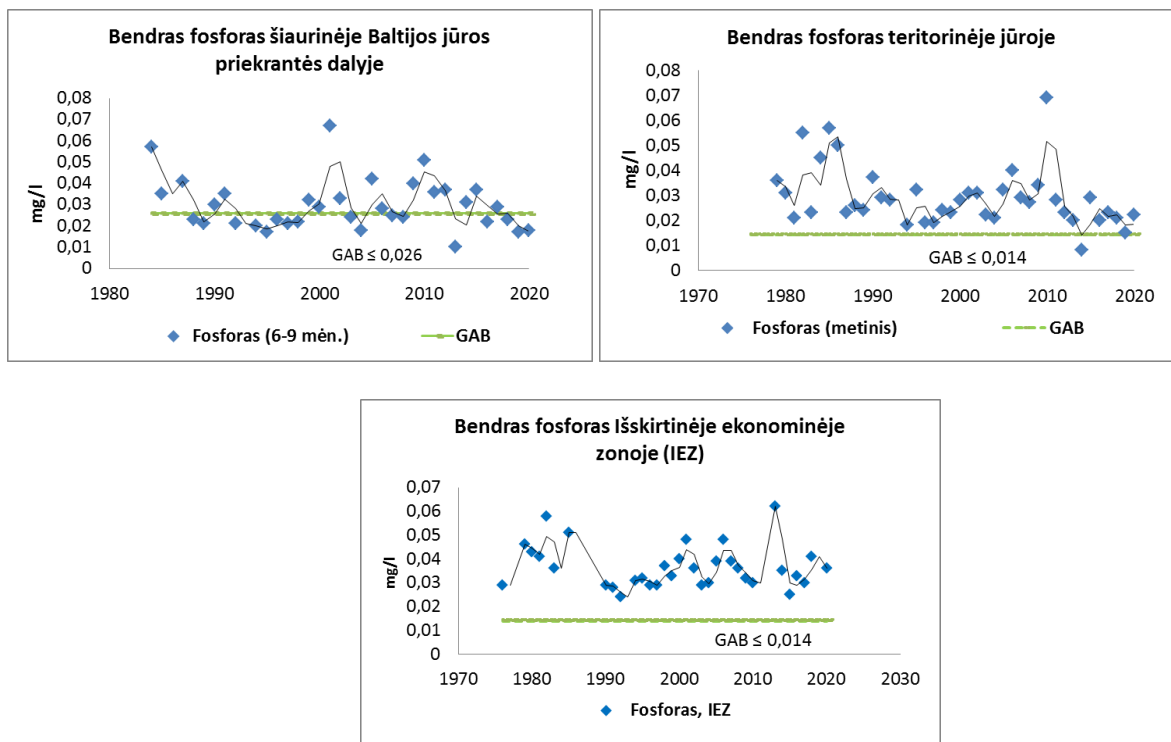 Bendras fosforas šiaurinėje Baltijos jūros
priekrantės dalyje
0,08
0,07
0,06
0,05
0,04
0,03
0,02
0,01
0
mg/l
GAB ≤ 0,026
1980 1990 2000 2010 2020
Fosforas (6-9 mėn.) GAB
Bendras fosforas teritorinėje jūroje
0,08
0,07
0,06
0,05
0,04
0,03
0,02
0,01
0
mg/l
GAB ≤ 0,014
1970 1980 1990 2000 2010 2020
Fosforas (metinis) GAB
Bendras fosforas Išskirtinėje ekonominėje
zonoje (IEZ)
0,07
0,06
0,05
0,04
0,03
0,02
0,01
0
mg/l
GAB ≤ 0,014
1970 1980 1990 2000 2010 2020 2030
Fosforas, IEZ